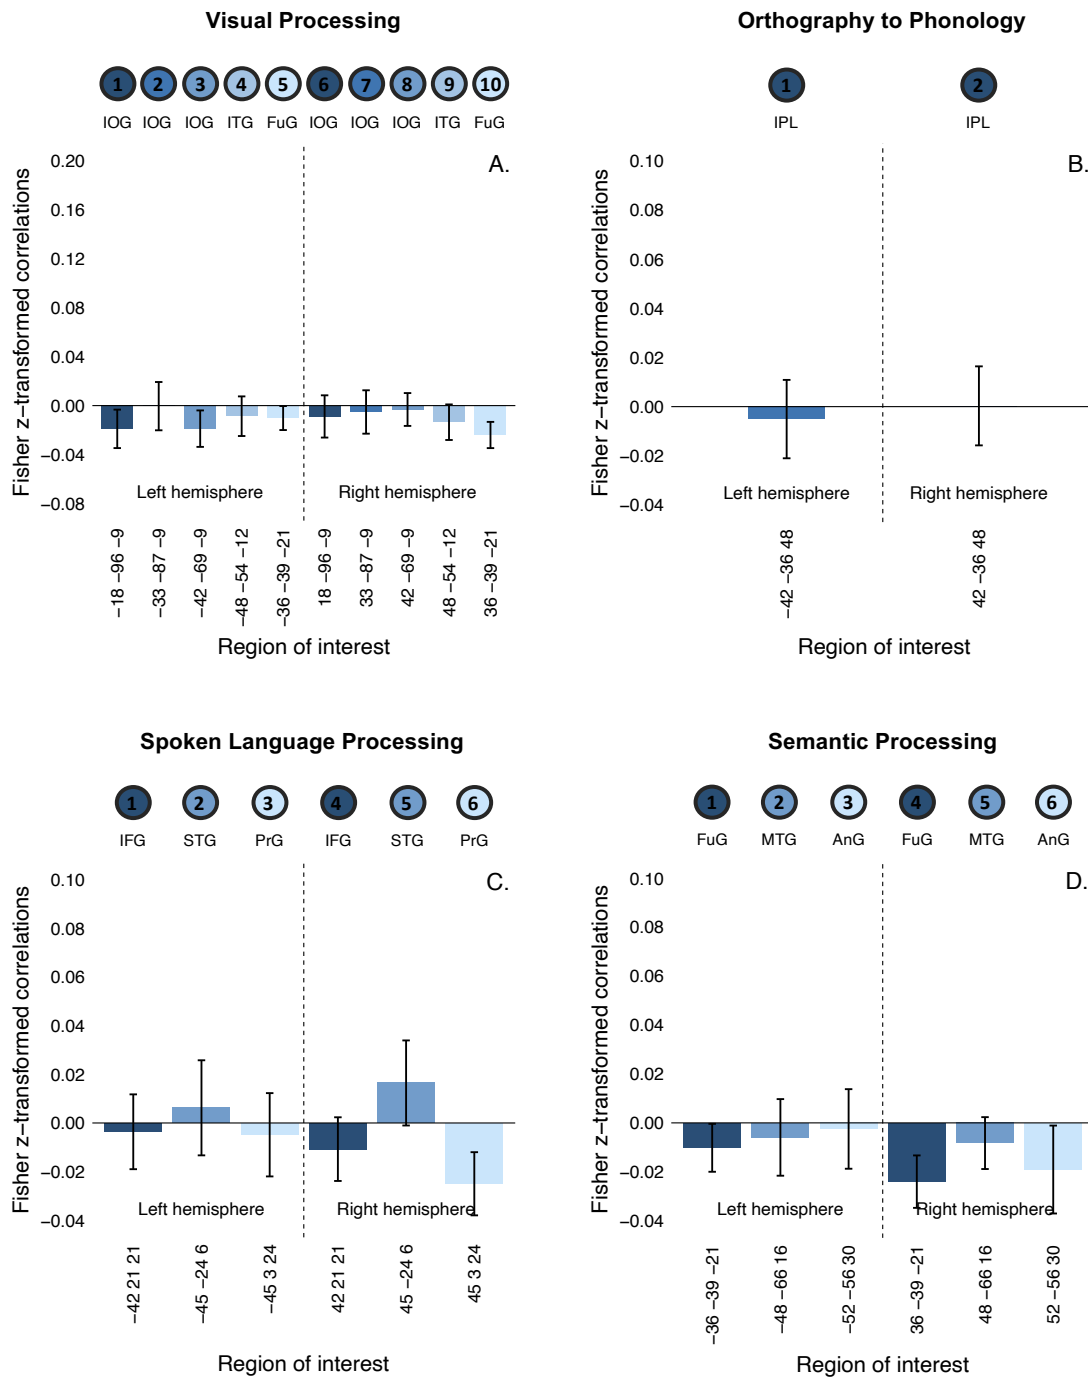 Visual Processing
1 2 3 4 5 6 7 8 9 10
IOG IOG IOG ITG FuG IOG IOG IOG ITG FuG
A.
Fisher z−transformed correlations
0.20
0.16
0.12
0.08
0.04
0.00
−0.04
−0.08
Left hemisphere Right hemisphere
−18 −96 −9
−33 −87 −9
−42 −69 −9
−48 −54 −12
−36 −39 −21
18 −96 −9
33 −87 −9
42 −69 −9
48 −54 −12
36 −39 −21
Region of interest
Orthography to Phonology
1 2
IPL IPL
B.
Fisher z−transformed correlations
0.10
0.08
0.06
0.04
0.02
0.00
−0.02
−0.04
Left hemisphere Right hemisphere
−42 −36 48
42 −36 48
Region of interest
Spoken Language Processing
1 2 3 4 5 6
IFG STG PrG IFG STG PrG
C.
Fisher z−transformed correlations
0.10
0.08
0.06
0.04
0.02
0.00
−0.02
−0.04
Left hemisphere Right hemisphere
−42 21 21
−45 −24 6
−45 3 24
42 21 21
45 −24 6
45 3 24
Region of interest
Semantic Processing
1 2 3 4 5 6
FuG MTG AnG FuG MTG AnG
D.
Fisher z−transformed correlations
0.10
0.08
0.06
0.04
0.02
0.00
−0.02
−0.04
Left hemisphere Right hemisphere
−36 −39 −21
−48 −66 16
−52 −56 30
36 −39 −21
48 −66 16
52 −56 30
Region of interest